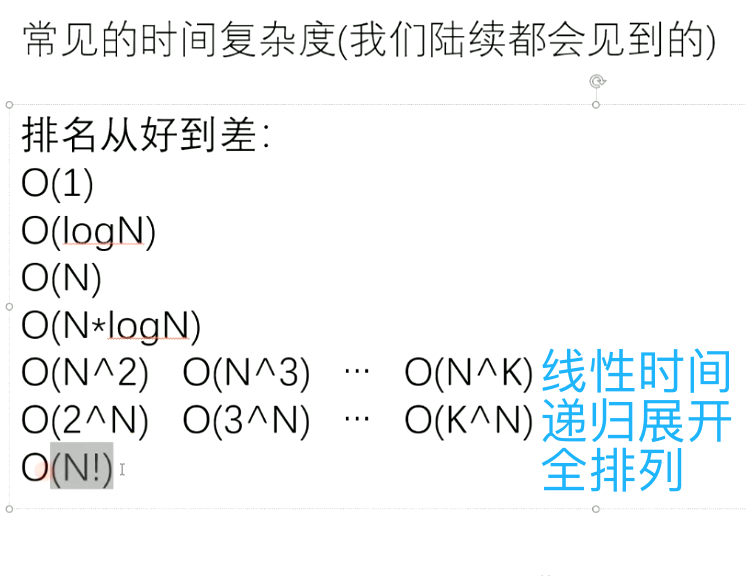 常见的时间复杂度(我们陆续都会见到的)
排名从好到差：
O(1)
O(logN)
O(N)
O(N*logN)
O(N^2) O(N^3) … O(N^K) 线性时间
O(2^N) O(3^N) … O(K^N) 递归展开
O(N!) 全排列